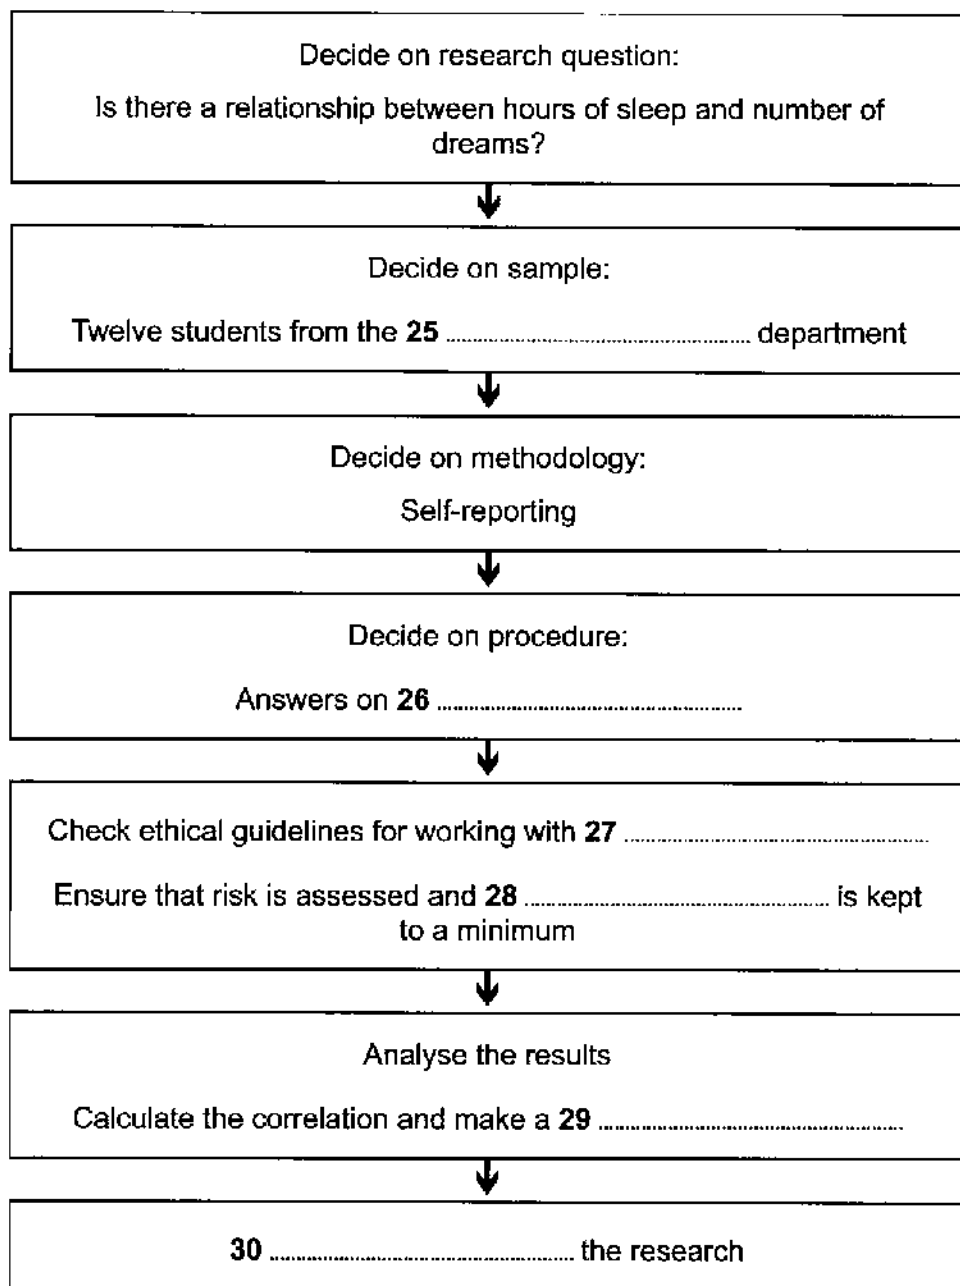 Decide on research question:
Is there a relationship between hours of sleep and number of
dreams?
Decide on sample:
Twelve students from the 25 ........................................ department
Decide on methodology:
Self-reporting
Decide on procedure:
Answers on 26 ........................................
Check ethical guidelines for working with 27 ........................................
Ensure that risk is assessed and 28 ........................................ is kept
to a minimum
Analyse the results
Calculate the correlation and make a 29 ........................................
30 ........................................ the research